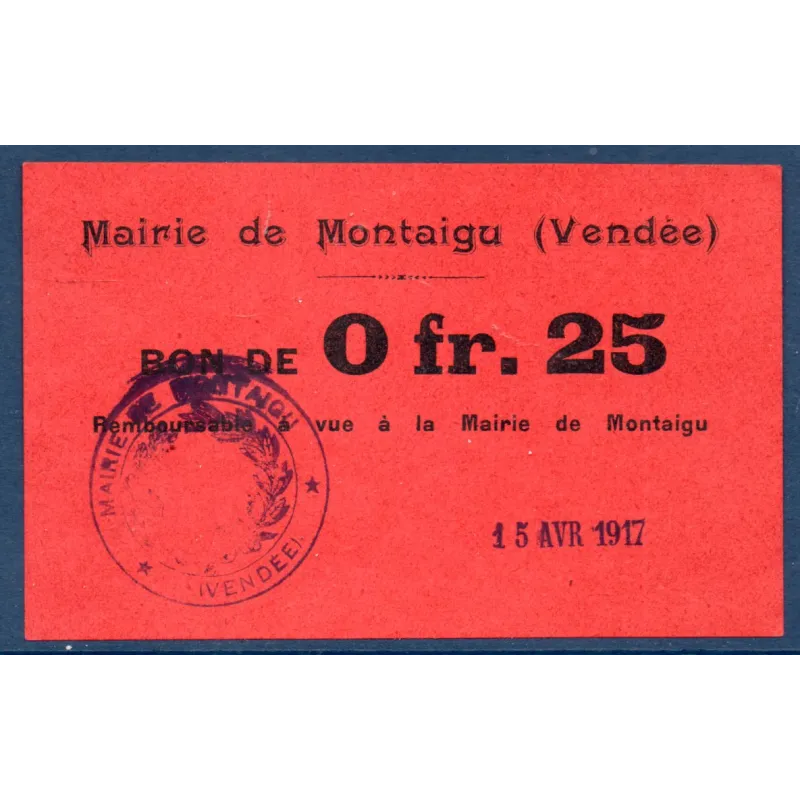 Mairie de Montaigu (Vendée)
BON DE 0 fr. 25
Remboursable à vue à la Mairie de Montaigu
MAIRIE DE MONTAIGU
(VENDÉE)
15 AVR 1917